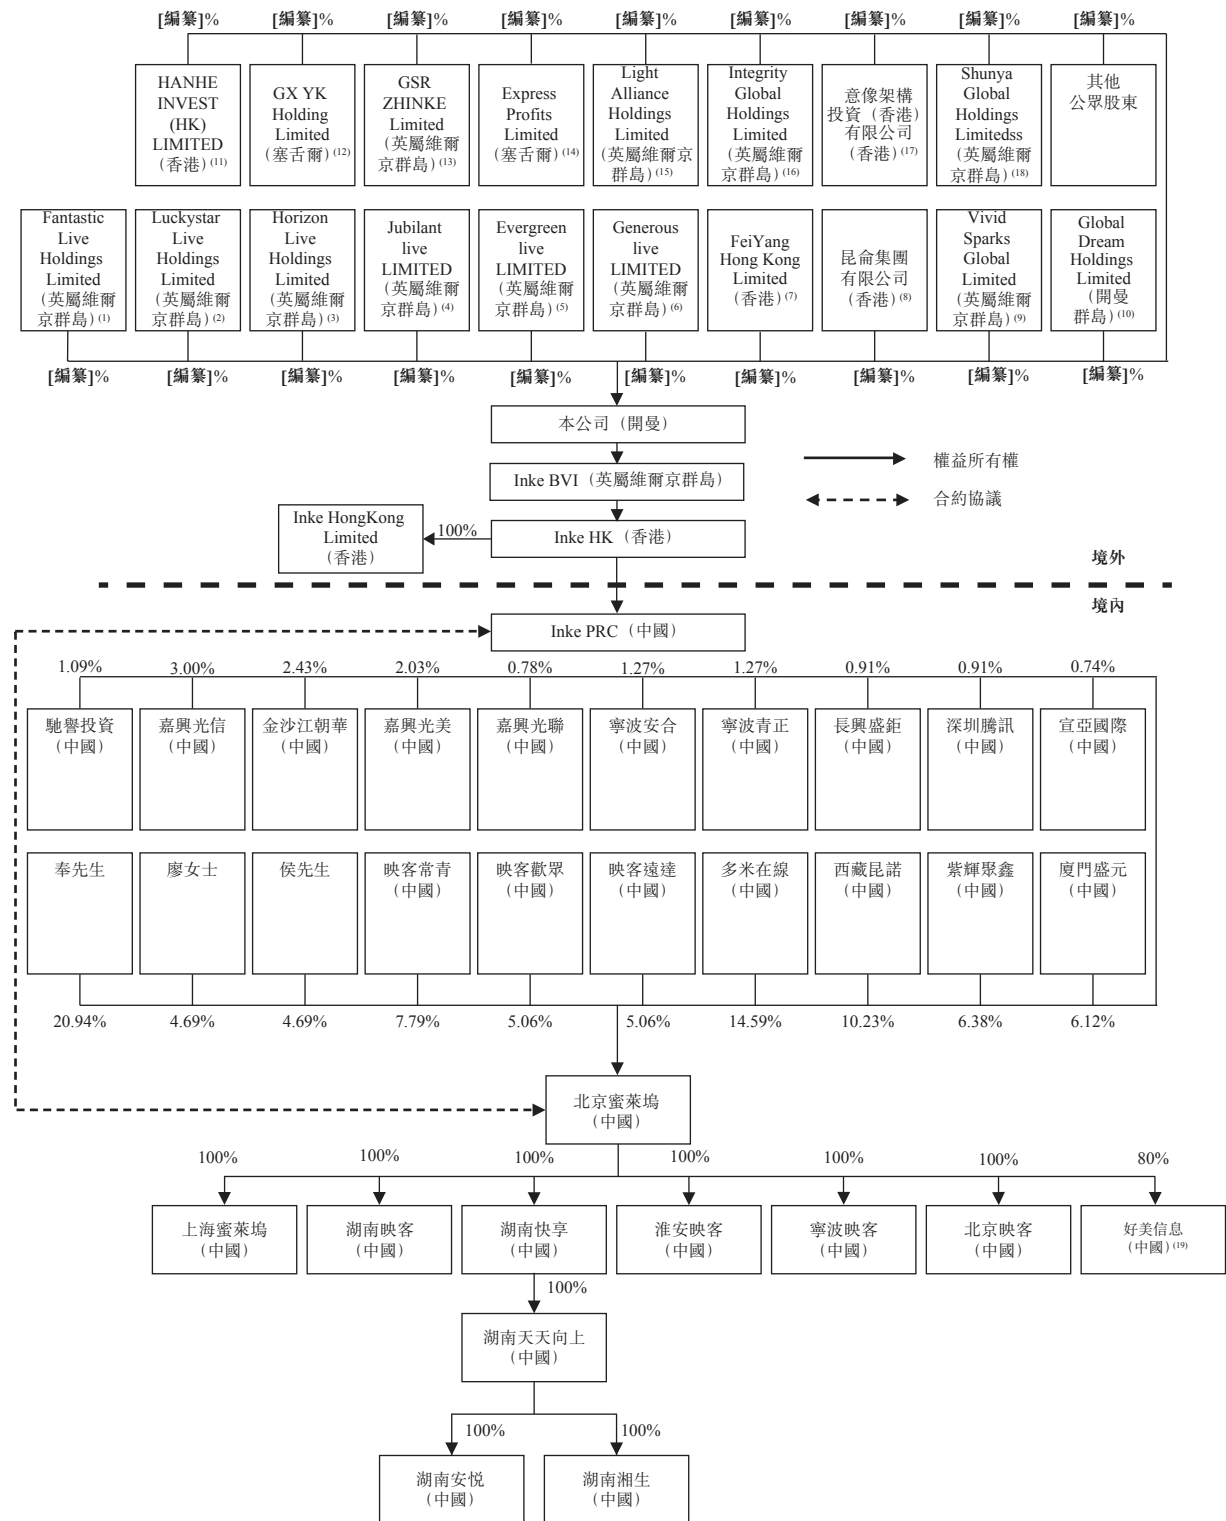 [編纂]% [編纂]% [編纂]% [編纂]% [編纂]% [編纂]% [編纂]% [編纂]% [編纂]%
HANHE
INVEST
(HK)
LIMITED
（香港）(11)
GX YK
Holding
Limited
（塞舌爾）(12)
GSR
ZHINKE
Limited
（英屬維爾
京群島）(13)
Express
Profits
Limited
（塞舌爾）(14)
Light
Alliance
Holdings
Limited
（英屬維爾京
群島）(15)
Integrity
Global
Holdings
Limited
（英屬維爾
京群島）(16)
意像架構
投資（香港）
有限公司
（香港）(17)
Shunya
Global
Holdings
Limitedss
（英屬維爾
京群島）(18)
其他
公眾股東
Fantastic
Live
Holdings
Limited
（英屬維爾
京群島）(1)
Luckystar
Live
Holdings
Limited
（英屬維爾
京群島）(2)
Horizon
Live
Holdings
Limited
（英屬維爾
京群島）(3)
Jubilant
live
LIMITED
（英屬維爾
京群島）(4)
Evergreen
live
LIMITED
（英屬維爾
京群島）(5)
Generous
live
LIMITED
（英屬維爾
京群島）(6)
FeiYang
Hong Kong
Limited
（香港）(7)
昆侖集團
有限公司
（香港）(8)
Vivid
Sparks
Global
Limited
（英屬維爾
京群島）(9)
Global
Dream
Holdings
Limited
（開曼
群島）(10)
[編纂]% [編纂]% [編纂]% [編纂]% [編纂]% [編纂]% [編纂]% [編纂]% [編纂]% [編纂]%
本公司（開曼）
Inke BVI（英屬維爾京群島）
權益所有權
合約協議
Inke HongKong
Limited
（香港）
100%
Inke HK（香港）
境外
境內
Inke PRC（中國）
1.09% 3.00% 2.43% 2.03% 0.78% 1.27% 1.27% 0.91% 0.91% 0.74%
馳譽投資
（中國）
嘉興光信
（中國）
金沙江朝華
（中國）
嘉興光美
（中國）
嘉興光聯
（中國）
寧波安合
（中國）
寧波青正
（中國）
長興盛鉅
（中國）
深圳騰訊
（中國）
宣亞國際
（中國）
奉先生
廖女士
侯先生
映客常青
（中國）
映客歡眾
（中國）
映客遠達
（中國）
多米在線
（中國）
西藏昆諾
（中國）
紫輝聚鑫
（中國）
廈門盛元
（中國）
20.94% 4.69% 4.69% 7.79% 5.06% 5.06% 14.59% 10.23% 6.38% 6.12%
北京蜜萊塢
（中國）
100% 100% 100% 100% 100% 100% 80%
上海蜜萊塢
（中國）
湖南映客
（中國）
湖南快享
（中國）
淮安映客
（中國）
寧波映客
（中國）
北京映客
（中國）
好美信息
（中國）(19)
100%
湖南天天向上
（中國）
100% 100%
湖南安悦
（中國）
湖南湘生
（中國）